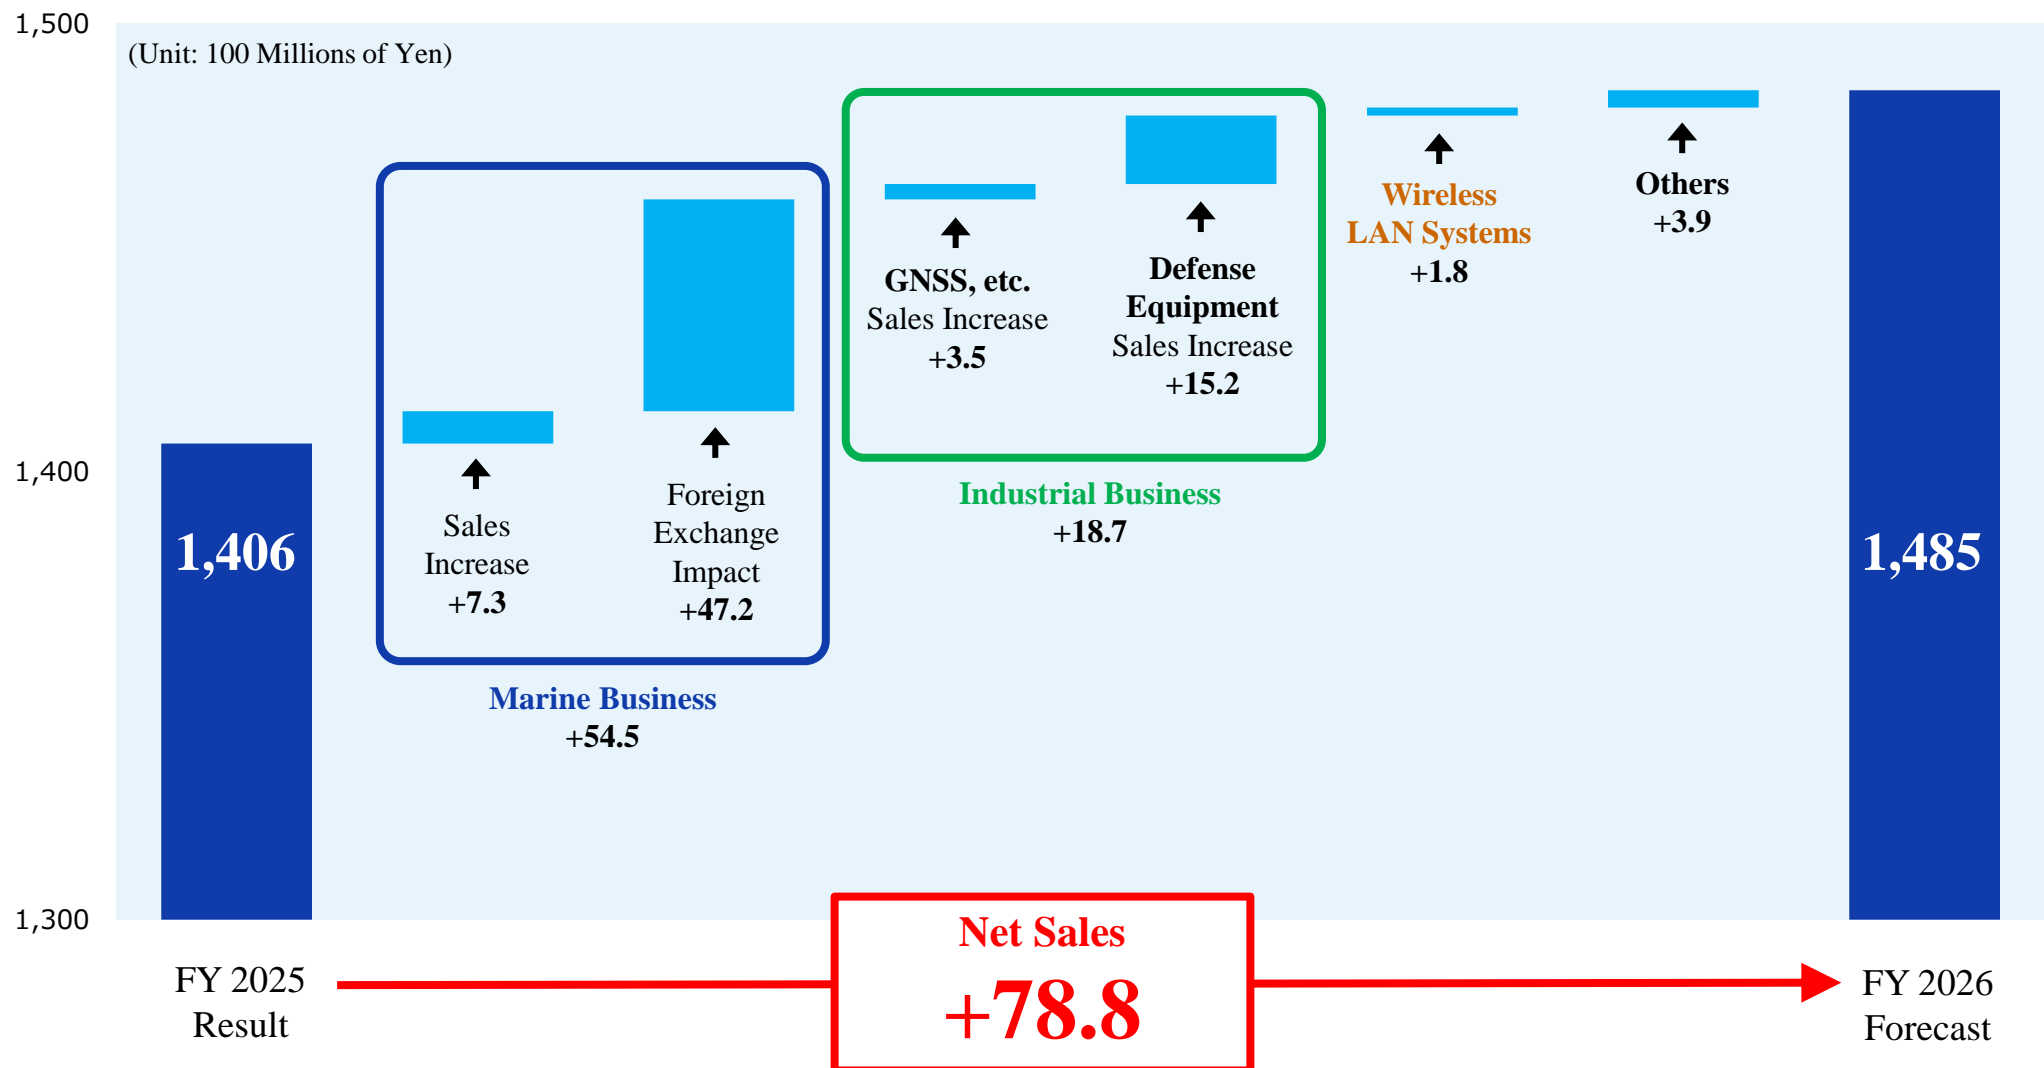 1,500
(Unit: 100 Millions of Yen)
1,400
1,300
1,406
Sales
Increase
+7.3
Foreign
Exchange
Impact
+47.2
Marine Business
+54.5
GNSS, etc.
Sales Increase
+3.5
Defense
Equipment
Sales Increase
+15.2
Industrial Business
+18.7
Wireless
LAN Systems
+1.8
Others
+3.9
1,485
FY 2025
Result
Net Sales
+78.8
FY 2026
Forecast